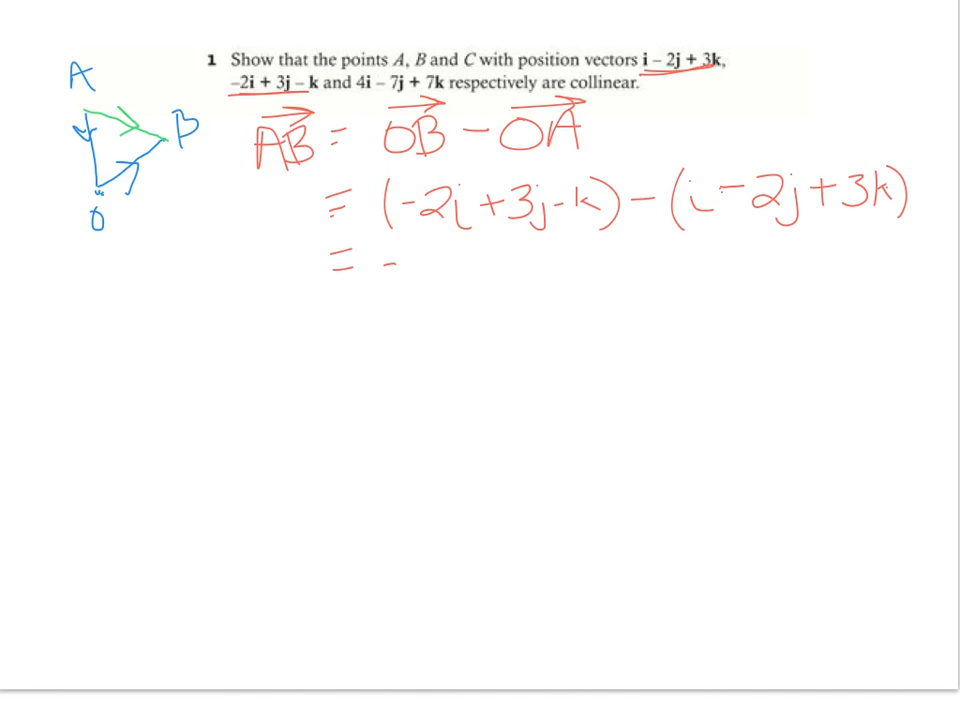 1 Show that the points A, B and C with position vectors i – 2j + 3k,
–2i + 3j – k and 4i – 7j + 7k respectively are collinear.
A
B
O
AB = OB - OA
= (-2i + 3j - k) - (i - 2j + 3k)
= -